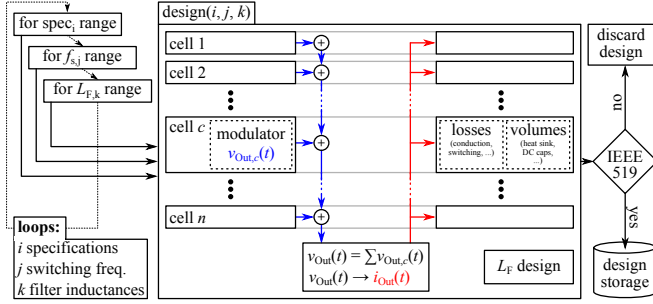 for spec_i range
for f_s,j range
for L_F,k range
loops:
i specifications
j switching freq.
k filter inductances
design(i, j, k)
cell 1
cell 2
cell c
modulator
v_Out,c(t)
losses
(conduction,
switching, ...)
volumes
(heat sink,
DC caps,
...)
cell n
v_Out(t) = ∑v_Out,c(t)
v_Out(t) → i_Out(t)
L_F design
discard
design
no
IEEE
519
yes
design
storage